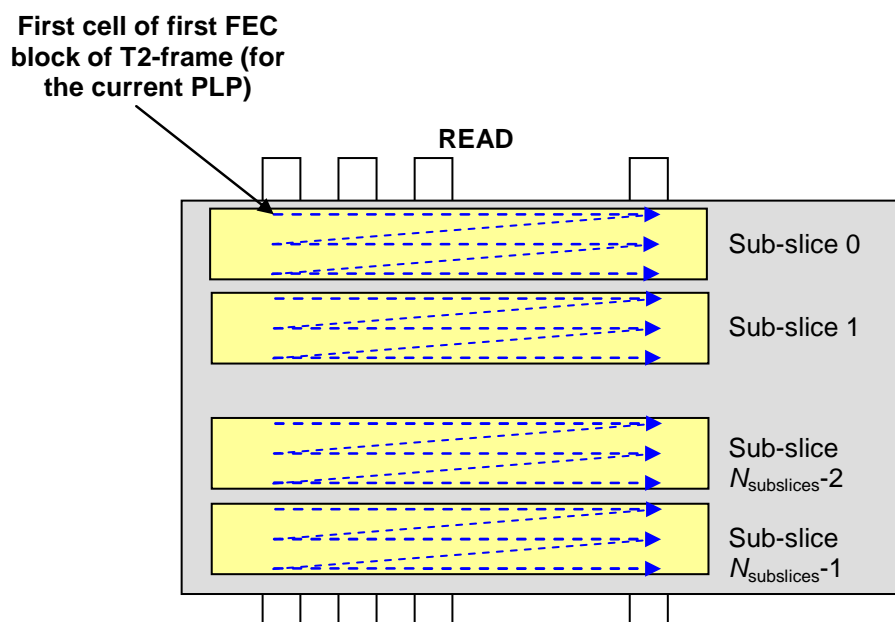 First cell of first FEC
block of T2-frame (for
the current PLP)
READ
Sub-slice 0
Sub-slice 1
Sub-slice
Nsubslices-2
Sub-slice
Nsubslices-1